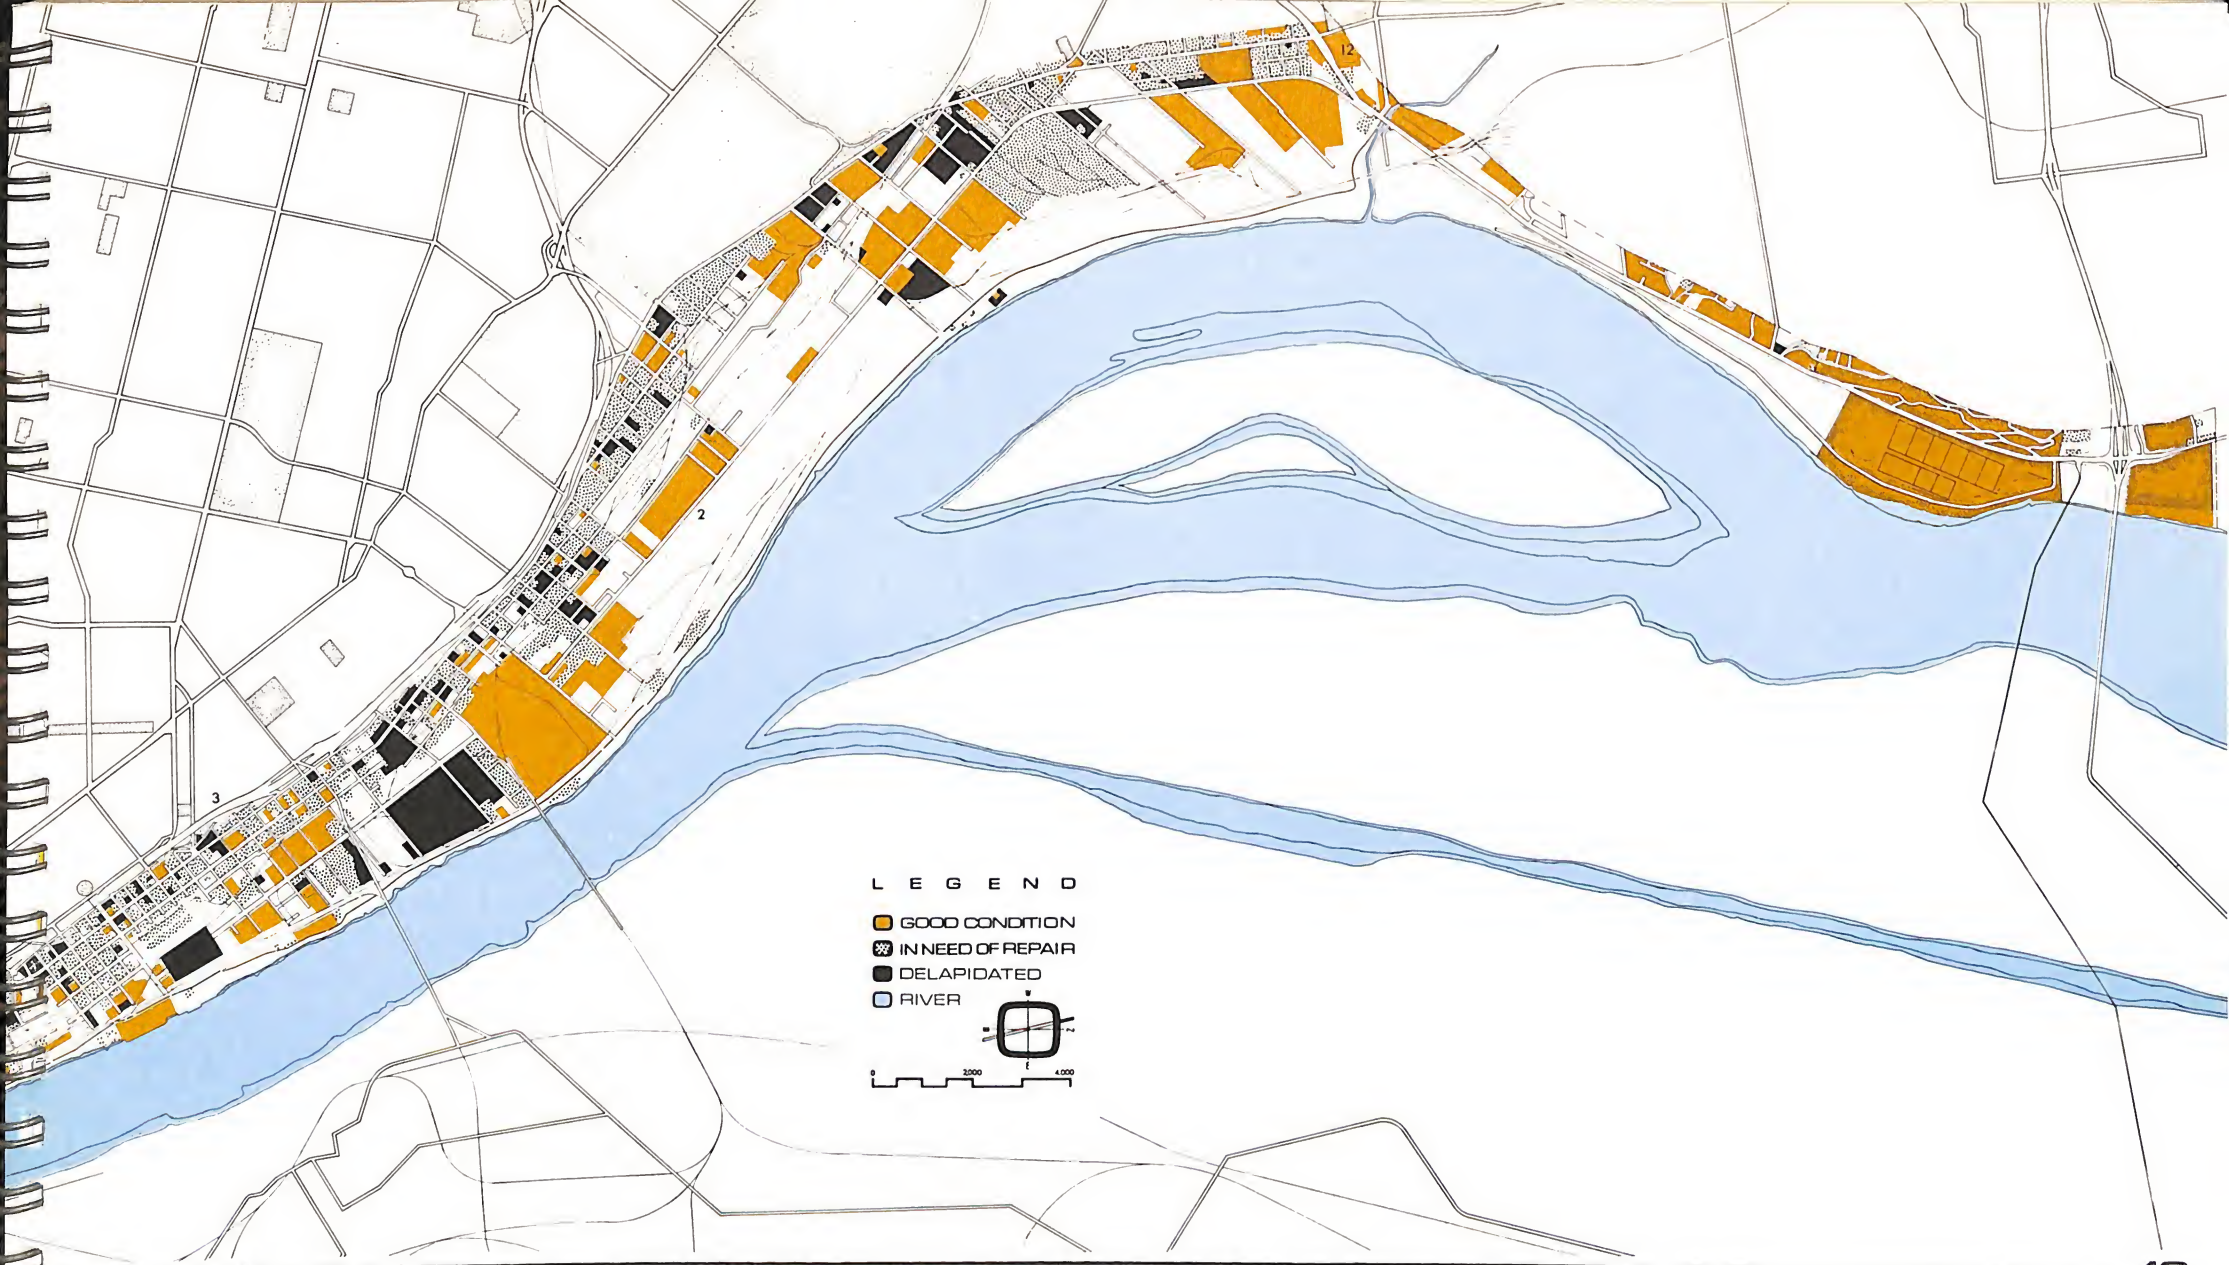 12
2
3
L E G E N D
GOOD CONDITION
IN NEED OF REPAIR
DELAPIDATED
RIVER
W
E
0 2,000 4,000